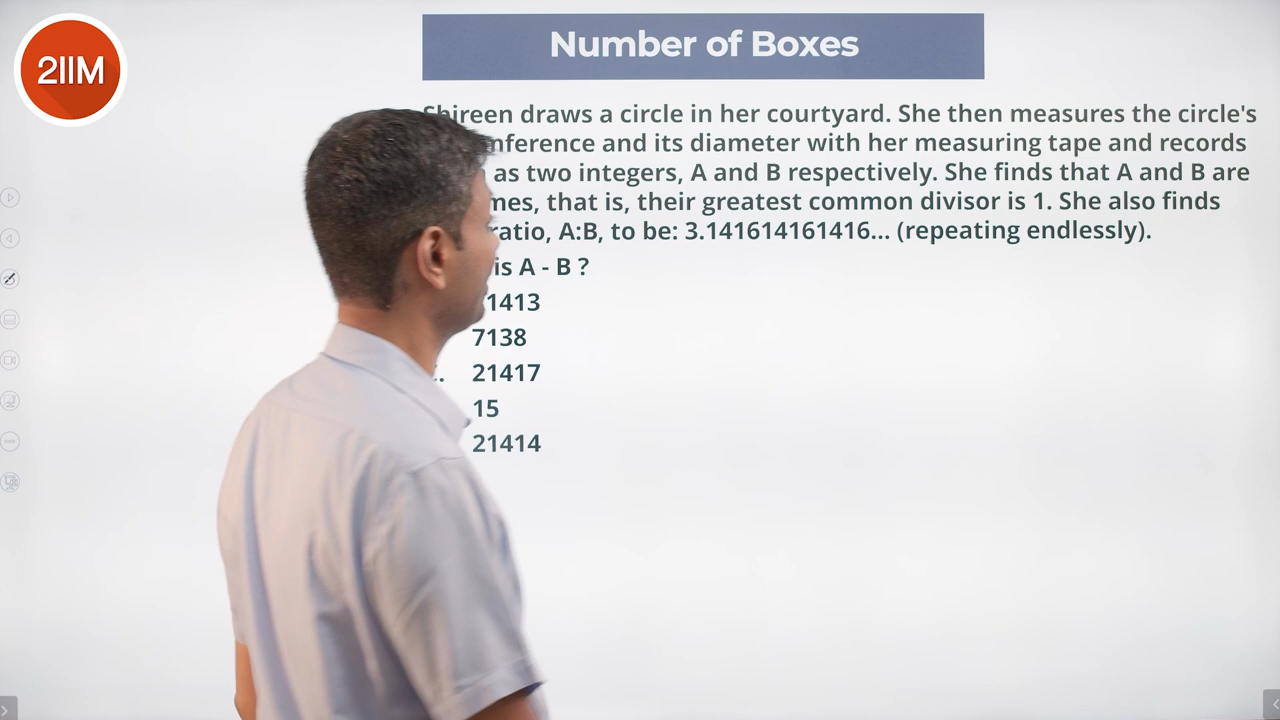 2IIM
Number of Boxes
Shireen draws a circle in her courtyard. She then measures the circle's
and its diameter with her measuring tape and records
as two integers, A and B respectively. She finds that A and B are
that is, their greatest common divisor is 1. She also finds
ratio, A:B, to be: 3.141614161416... (repeating endlessly).
is A - B ?
7138
21417
15
21414